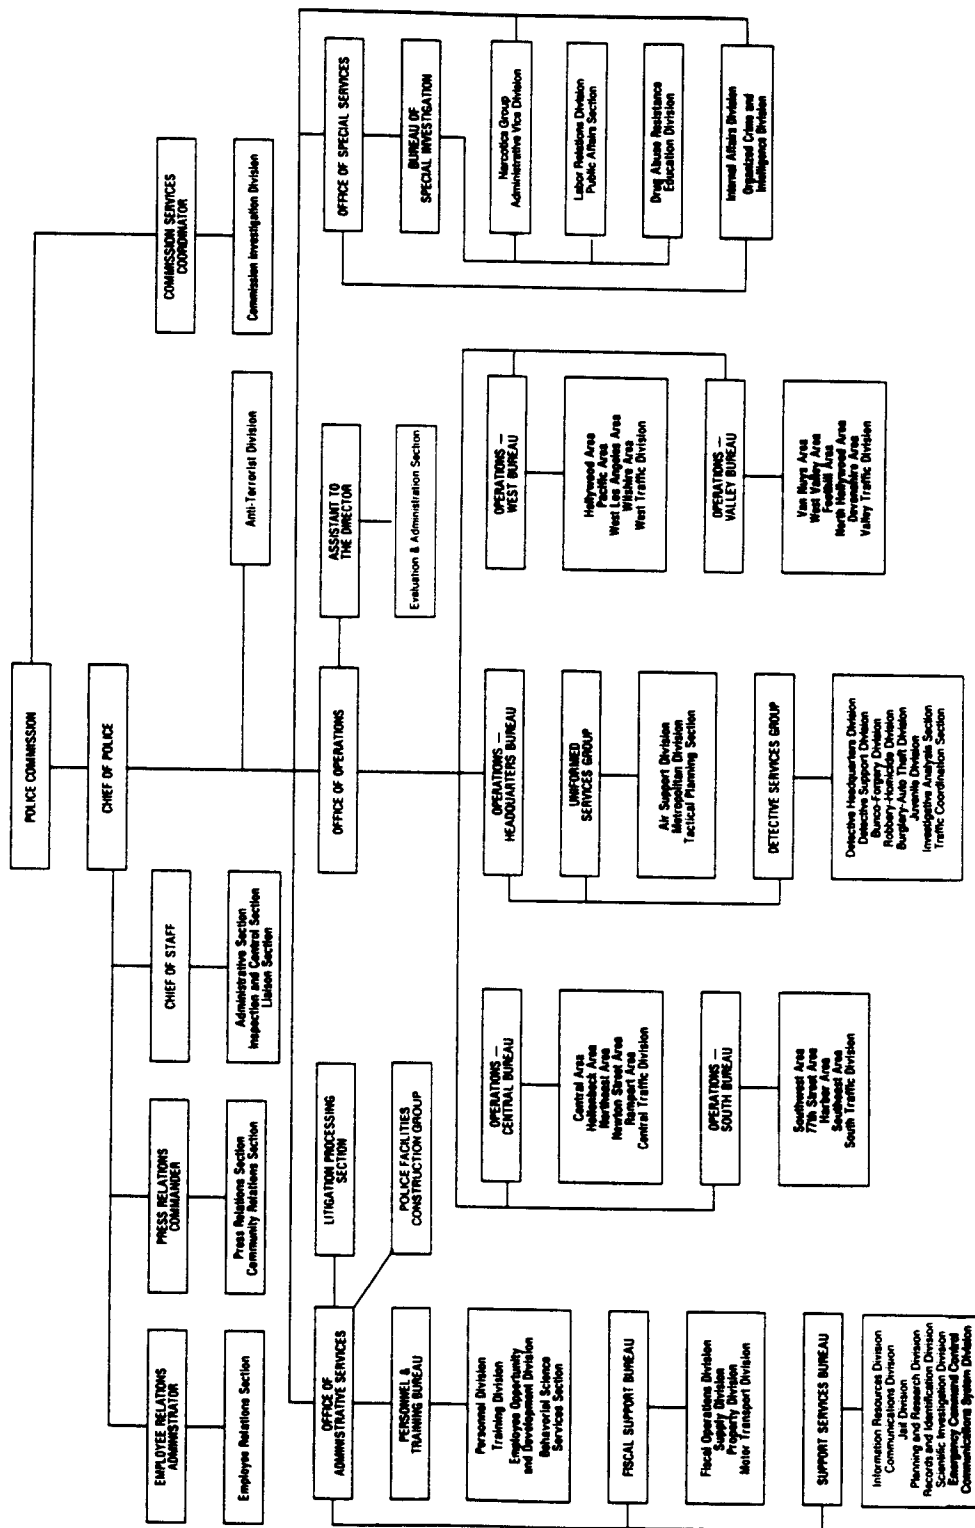 POLICE COMMISSION
CHIEF OF POLICE
EMPLOYEE RELATIONS
ADMINISTRATOR
Employee Relations Section
PRESS RELATIONS
COMMANDER
Press Relations Section
Community Relations Section
CHIEF OF STAFF
Administrative Section
Inspection and Control Section
Liaison Section
Anti-Terrorist Division
COMMISSION SERVICES
COORDINATOR
Commission Investigation Division
OFFICE OF
ADMINISTRATIVE SERVICES
LITIGATION PROCESSING
SECTION
POLICE FACILITIES
CONSTRUCTION GROUP
PERSONNEL &
TRAINING BUREAU
Personnel Division
Training Division
Employee Opportunity
and Development Division
Behavorial Science
Services Section
FISCAL SUPPORT BUREAU
Fiscal Operations Division
Supply Division
Property Division
Motor Transport Division
SUPPORT SERVICES BUREAU
Information Resources Division
Communications Division
Jail Division
Planning and Research Division
Records and Identification Division
Scientific Investigation Division
Emergency Command Control
Communications System Division
OFFICE OF OPERATIONS
ASSISTANT TO
THE DIRECTOR
Evaluation & Administration Section
OPERATIONS —
CENTRAL BUREAU
Central Area
Hollenbeck Area
Northeast Area
Newton Street Area
Rampart Area
Central Traffic Division
OPERATIONS —
SOUTH BUREAU
Southwest Area
77th Street Area
Harbor Area
Southeast Area
South Traffic Division
OPERATIONS —
HEADQUARTERS BUREAU
UNIFORMED
SERVICES GROUP
Air Support Division
Metropolitan Division
Tactical Planning Section
DETECTIVE SERVICES GROUP
Detective Headquarters Division
Detective Support Division
Bunco-Forgery Division
Robbery-Homicide Division
Burglary-Auto Theft Division
Juvenile Division
Investigative Analysis Section
Traffic Coordination Section
OPERATIONS —
WEST BUREAU
Hollywood Area
Pacific Area
West Los Angeles Area
Wilshire Area
West Traffic Division
OPERATIONS —
VALLEY BUREAU
Van Nuys Area
West Valley Area
Foothill Area
North Hollywood Area
Devonshire Area
Valley Traffic Division
OFFICE OF SPECIAL SERVICES
BUREAU OF
SPECIAL INVESTIGATION
Narcotics Group
Administrative Vice Division
Labor Relations Division
Public Affairs Section
Drug Abuse Resistance
Education Division
Internal Affairs Division
Organized Crime and
Intelligence Division